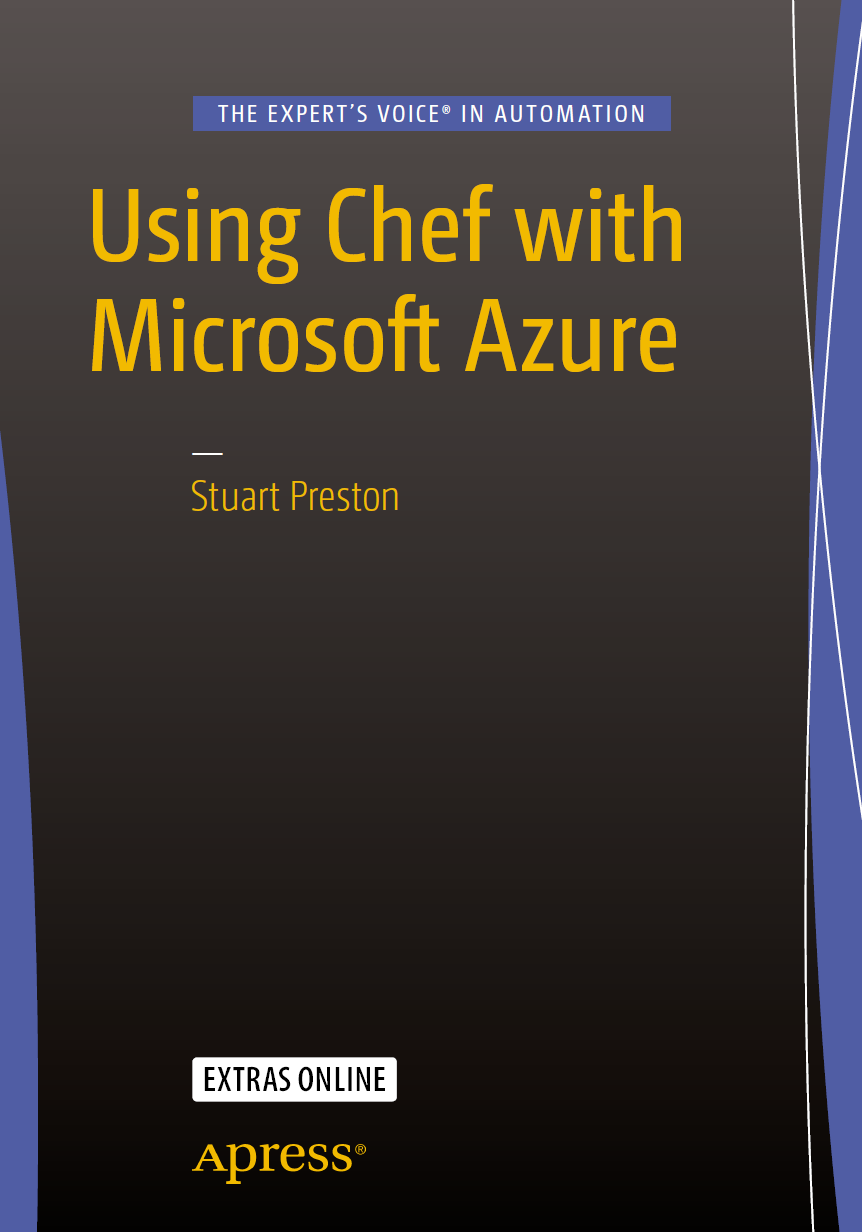 THE EXPERT’S VOICE® IN AUTOMATION
Using Chef with
Microsoft Azure
Stuart Preston
EXTRAS ONLINE
Apress®